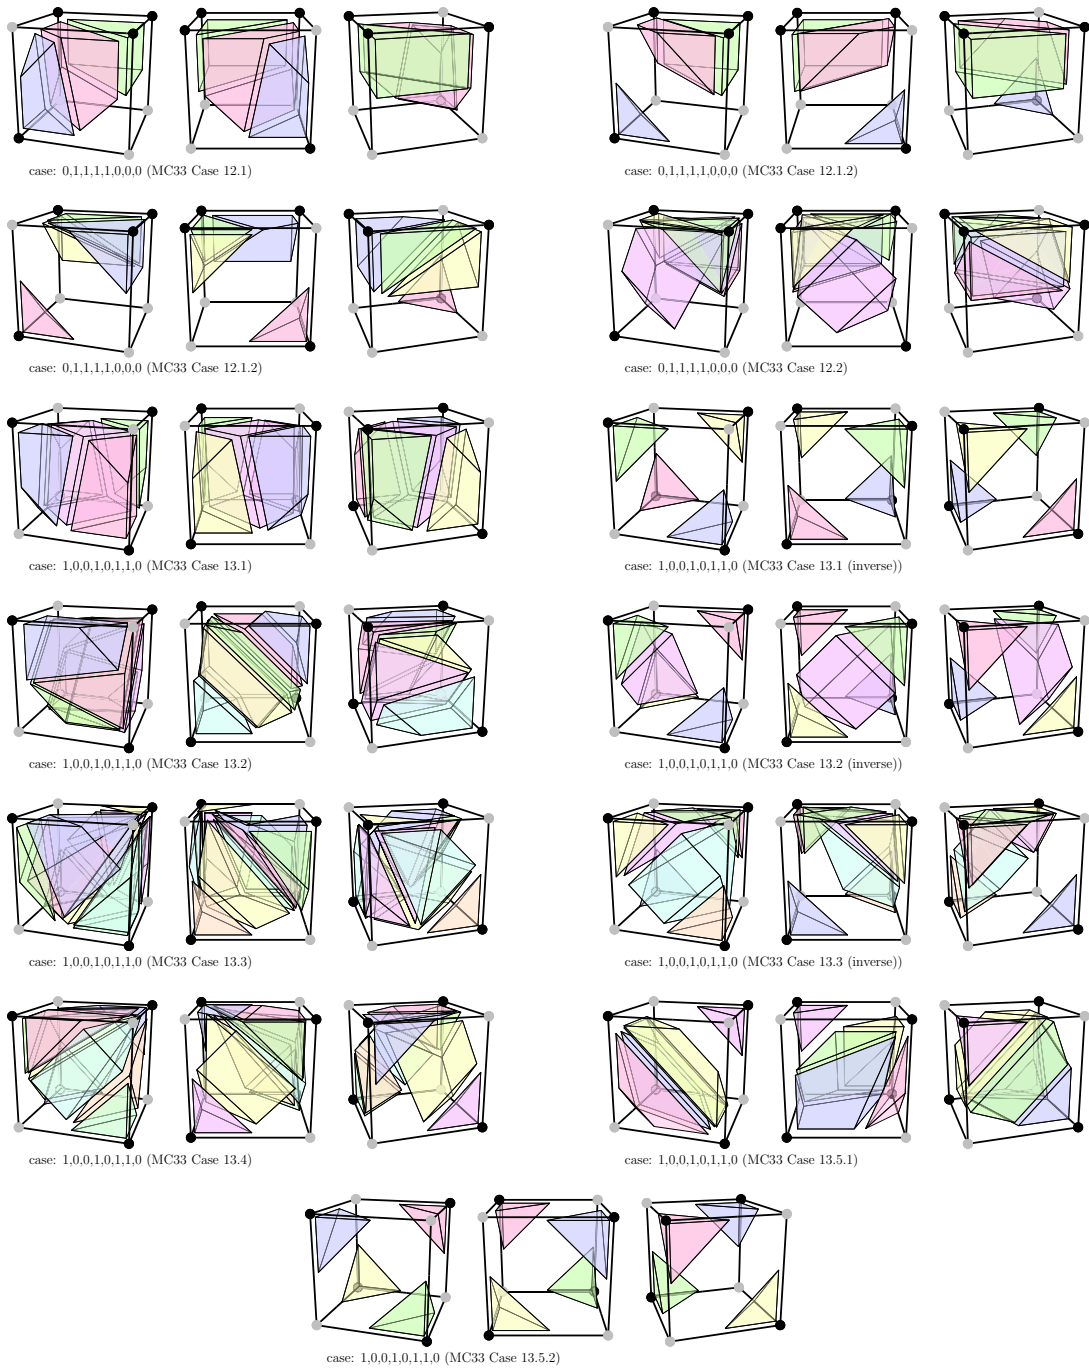 case: 0,1,1,1,1,0,0,0 (MC33 Case 12.1)
case: 0,1,1,1,1,0,0,0 (MC33 Case 12.1.2)
case: 0,1,1,1,1,0,0,0 (MC33 Case 12.1.2)
case: 0,1,1,1,1,0,0,0 (MC33 Case 12.2)
case: 1,0,0,1,0,1,1,0 (MC33 Case 13.1)
case: 1,0,0,1,0,1,1,0 (MC33 Case 13.1 (inverse))
case: 1,0,0,1,0,1,1,0 (MC33 Case 13.2)
case: 1,0,0,1,0,1,1,0 (MC33 Case 13.2 (inverse))
case: 1,0,0,1,0,1,1,0 (MC33 Case 13.3)
case: 1,0,0,1,0,1,1,0 (MC33 Case 13.3 (inverse))
case: 1,0,0,1,0,1,1,0 (MC33 Case 13.4)
case: 1,0,0,1,0,1,1,0 (MC33 Case 13.5.1)
case: 1,0,0,1,0,1,1,0 (MC33 Case 13.5.2)